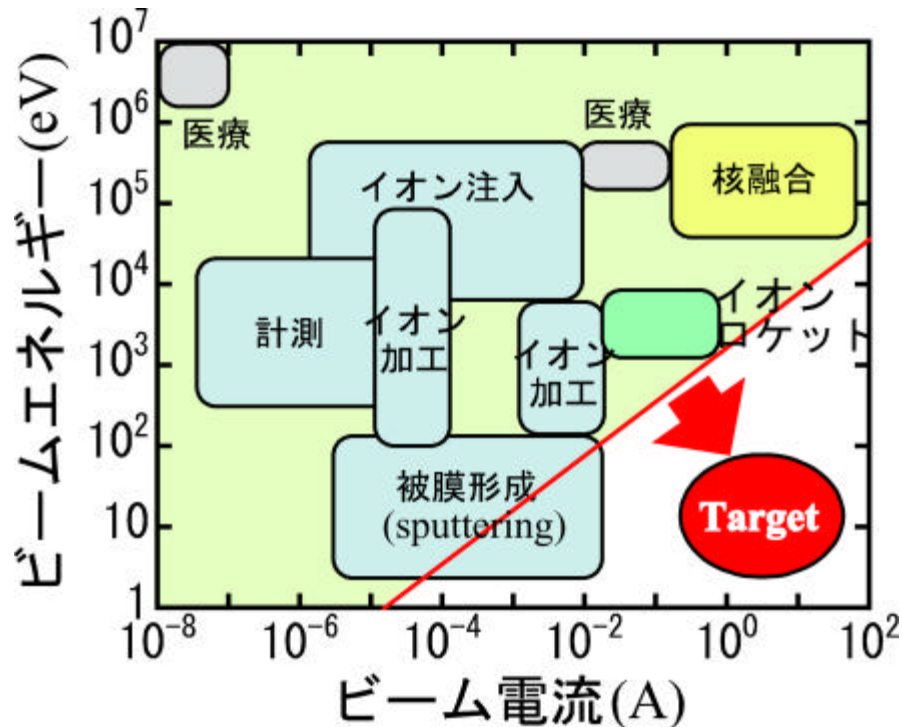 ビームエネルギー(eV)
10⁷
10⁶
10⁵
10⁴
10³
10²
10
1
医療
医療
核融合
イオン注入
計測
イオン
加工
イオン
加工
イオン
ロケット
被膜形成
(sputtering)
Target
10⁻⁸
10⁻⁶
10⁻⁴
10⁻²
10⁰
10²
ビーム電流(A)